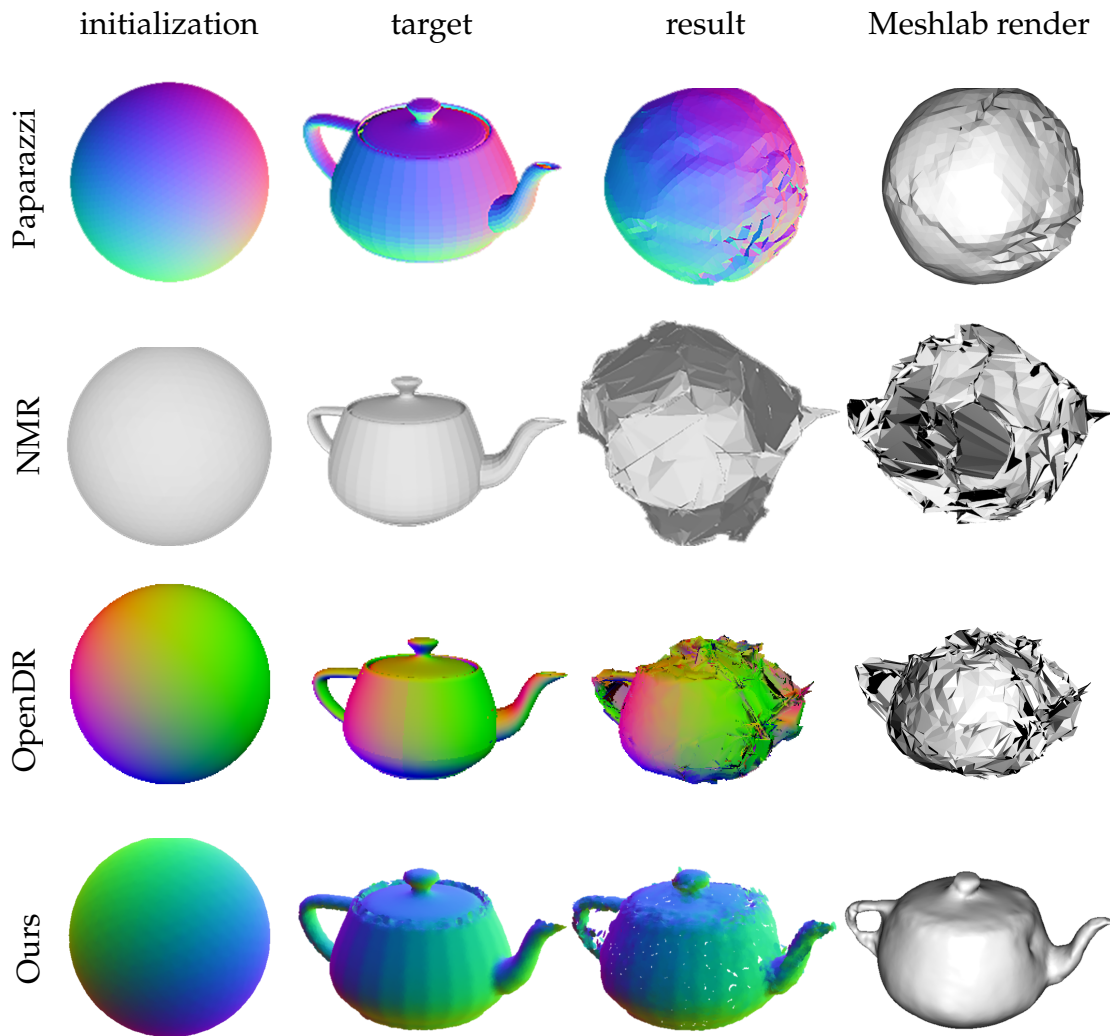 initialization target result Meshlab render
Paparazzi
NMR
OpenDR
Ours